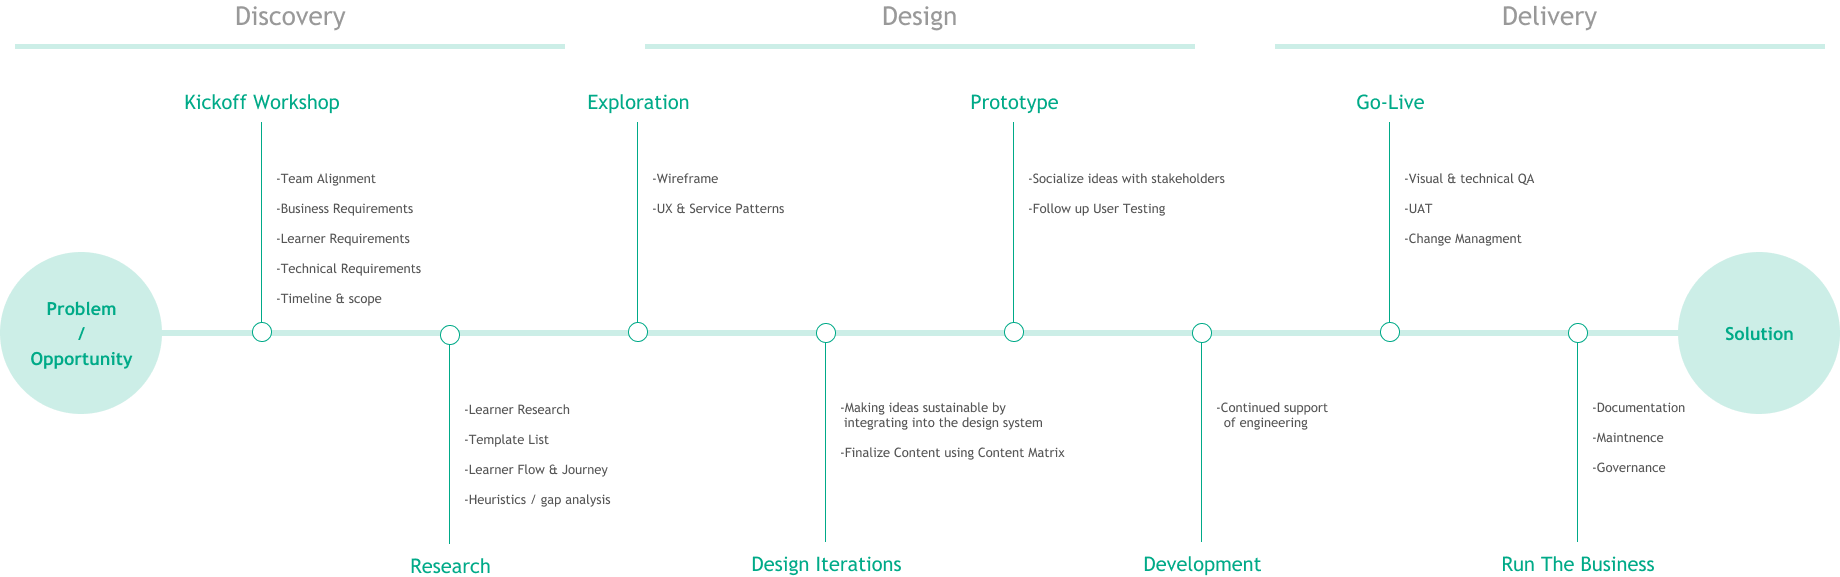 Discovery
Design
Delivery
Kickoff Workshop
Exploration
Prototype
Go-Live
-Team Alignment
-Business Requirements
-Learner Requirements
-Technical Requirements
-Timeline & scope
-Wireframe
-UX & Service Patterns
-Socialize ideas with stakeholders
-Follow up User Testing
-Visual & technical QA
-UAT
-Change Managment
Problem
/
Opportunity
Solution
-Learner Research
-Template List
-Learner Flow & Journey
-Heuristics / gap analysis
-Making ideas sustainable by
integrating into the design system
-Finalize Content using Content Matrix
-Continued support
of engineering
-Documentation
-Maintnence
-Governance
Research
Design Iterations
Development
Run The Business